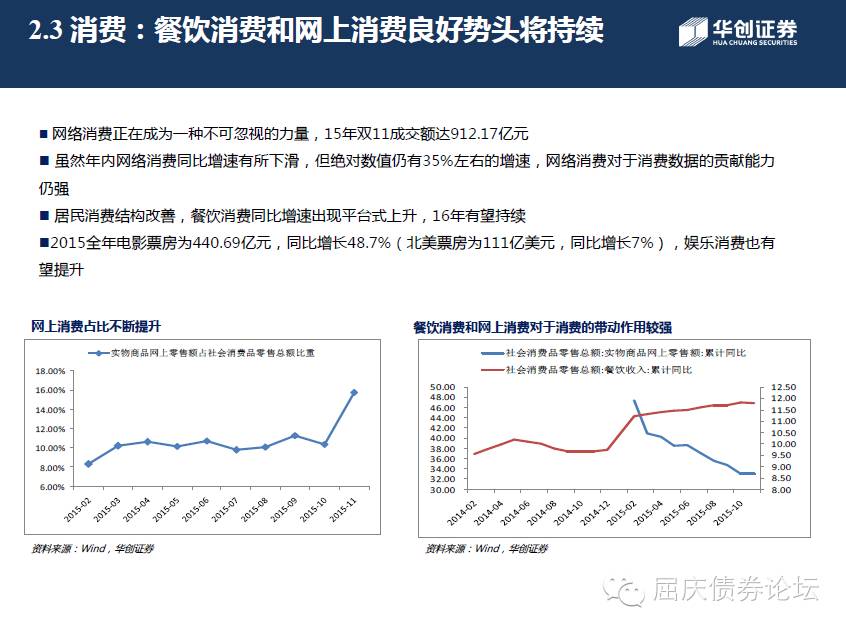 2.3 消费：餐饮消费和网上消费良好势头将持续
华创证券
HUA CHUANG SECURITIES
■ 网络消费正在成为一种不可忽视的力量，15年双11成交额达912.17亿元
■ 虽然年内网络消费同比增速有所下滑，但绝对数值仍有35%左右的增速，网络消费对于消费数据的贡献能力
仍强
■ 居民消费结构改善，餐饮消费同比增速出现平台式上升，16年有望持续
■2015全年电影票房为440.69亿元，同比增长48.7%（北美票房为111亿美元，同比增长7%），娱乐消费也有
望提升
网上消费占比不断提升
实物商品网上零售额占社会消费品零售总额比重
18.00%
16.00%
14.00%
12.00%
10.00%
8.00%
6.00%
2015-02
2015-03
2015-04
2015-05
2015-06
2015-07
2015-08
2015-09
2015-10
2015-11
资料来源：Wind，华创证券
餐饮消费和网上消费对于消费的带动作用较强
社会消费品零售总额:实物商品网上零售额:累计同比
社会消费品零售总额:餐饮收入:累计同比
50.00
48.00
46.00
44.00
42.00
40.00
38.00
36.00
34.00
32.00
30.00
12.50
12.00
11.50
11.00
10.50
10.00
9.50
9.00
8.50
8.00
2014-02
2014-04
2014-06
2014-08
2014-10
2014-12
2015-02
2015-04
2015-06
2015-08
2015-10
资料来源：Wind，华创证券
屈庆债券论坛